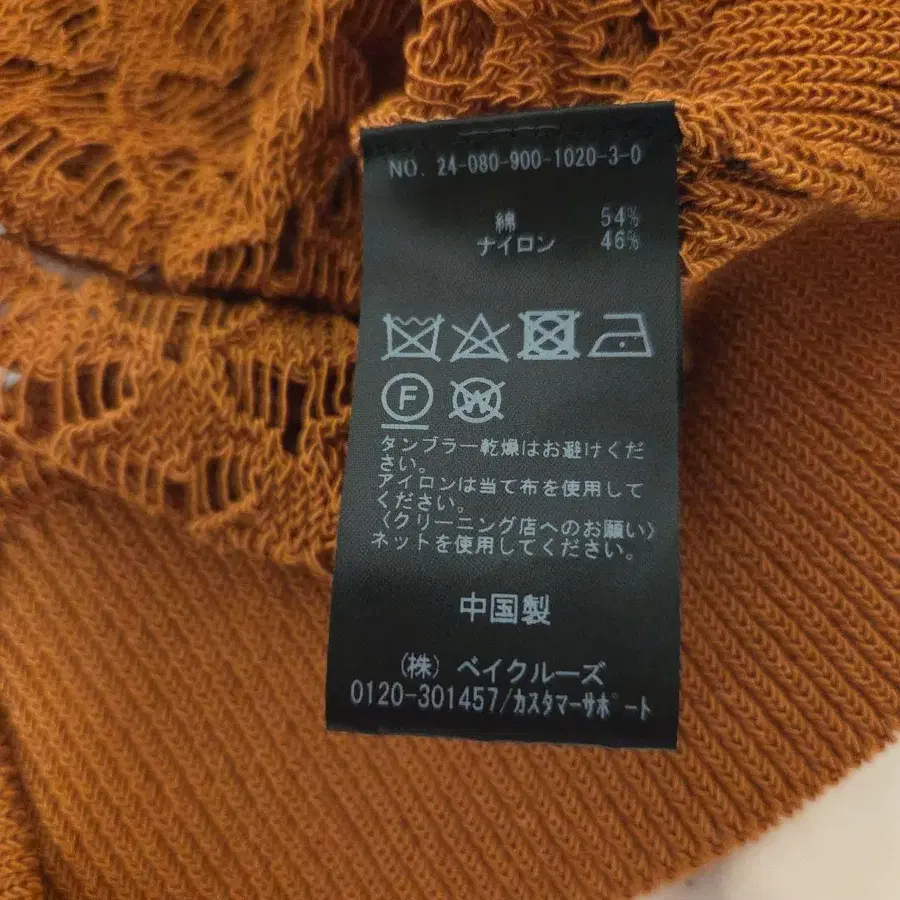 NO. 24-080-900-1020-3-0
綿 54%
ナイロン 46%
F W
タンブラー乾燥はお避けくだ
さい。
アイロンは当て布を使用して
ください。
〈クリーニング店へのお願い〉
ネットを使用してください。
中国製
(株) ベイクルーズ
0120-301457/カスタマーサポート